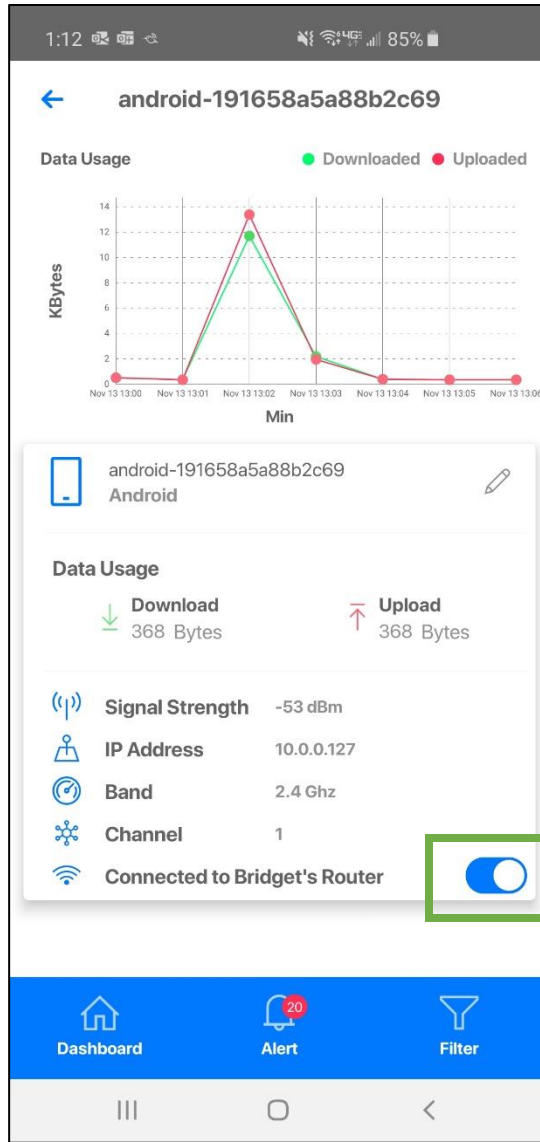 1:12 85%
android-191658a5a88b2c69
Data Usage Downloaded Uploaded
14
12
10
8
6
4
2
0
KBytes
Nov 13 13:00 Nov 13 13:01 Nov 13 13:02 Nov 13 13:03 Nov 13 13:04 Nov 13 13:05 Nov 13 13:06
Min
android-191658a5a88b2c69
Android
Data Usage
Download Upload
368 Bytes 368 Bytes
Signal Strength -53 dBm
IP Address 10.0.0.127
Band 2.4 Ghz
Channel 1
Connected to Bridget's Router
20
Dashboard Alert Filter